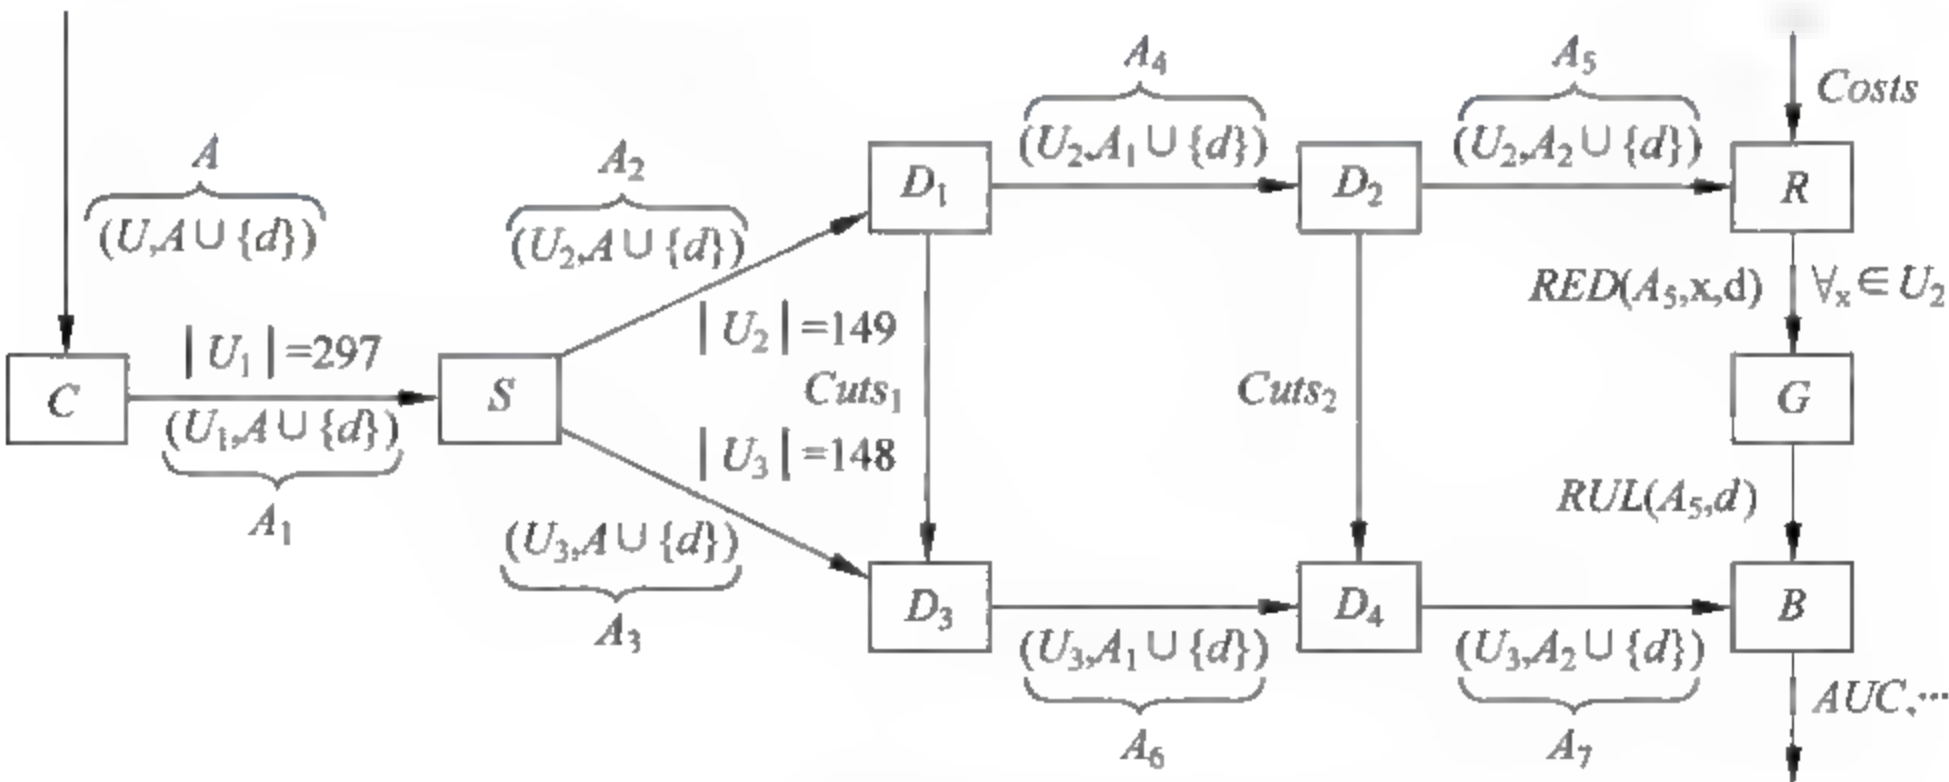 A
(U,A∪{d})
C
|U₁|=297
(U₁,A∪{d})
A₁
S
A₂
(U₂,A∪{d})
|U₂|=149
|U₃|=148
(U₃,A∪{d})
A₃
D₁
Cuts₁
D₃
A₄
(U₂,A₁∪{d})
D₂
Cuts₂
D₄
(U₃,A₁∪{d})
A₆
A₅
(U₂,A₂∪{d})
Costs
R
RED(A₅,x,d) ∀ₓ∈U₂
G
RUL(A₅,d)
B
(U₃,A₂∪{d})
A₇
AUC,…